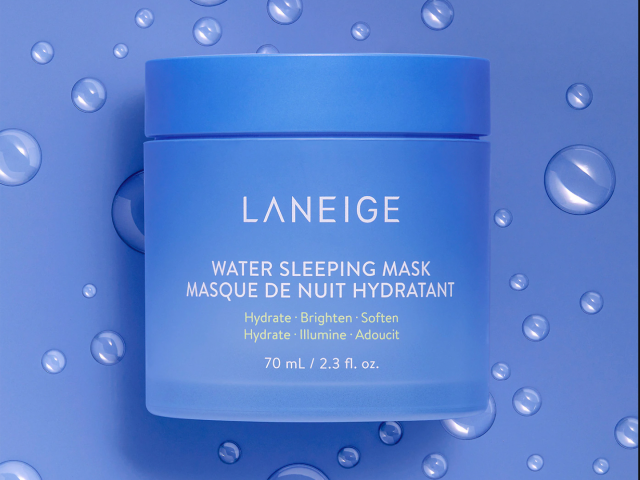 LANEIGE
WATER SLEEPING MASK
MASQUE DE NUIT HYDRATANT
Hydrate · Brighten · Soften
Hydrate · Illumine · Adoucit
70 mL / 2.3 fl. oz.